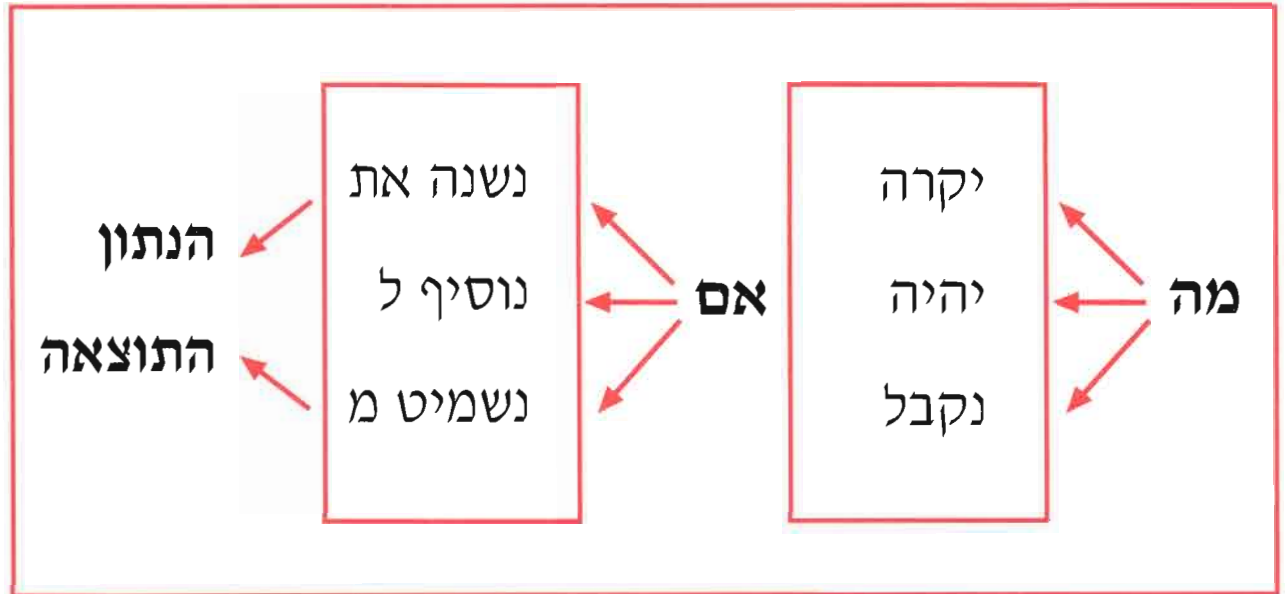 מה
יקרה
יהיה
נקבל
אם
נשנה את
נוסיף ל
נשמיט מ
הנתון
התוצאה